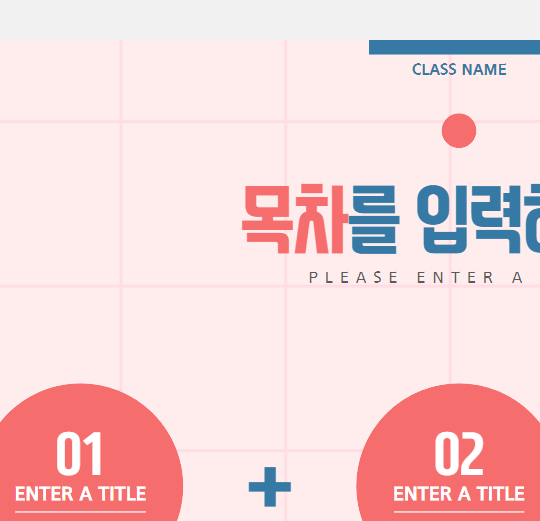 CLASS NAME
목차를 입력
PLEASE ENTER A
01
ENTER A TITLE
02
ENTER A TITLE